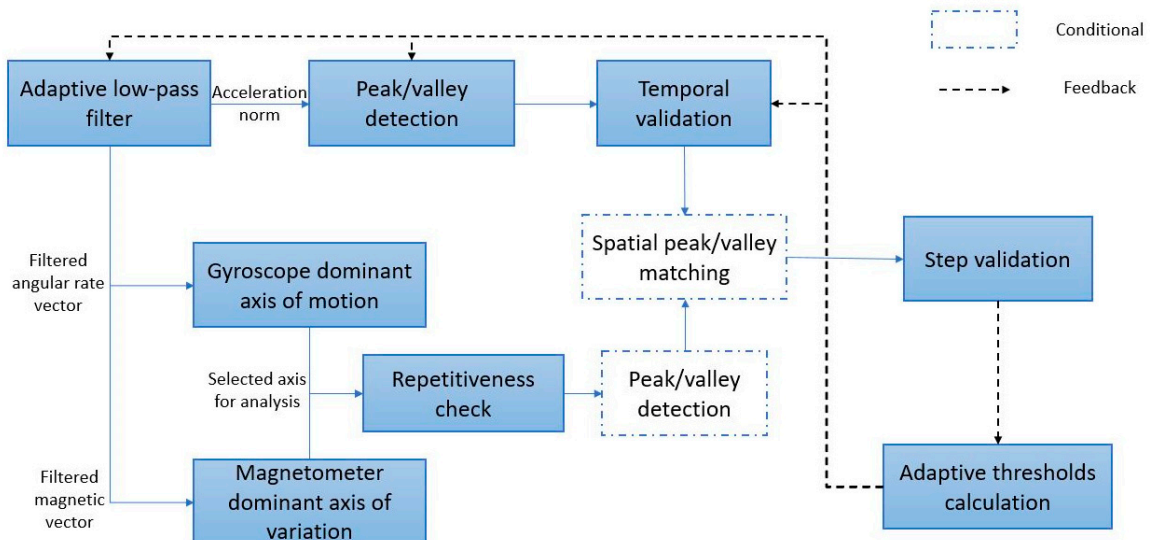 Conditional
Feedback
Adaptive low-pass
filter
Acceleration
norm
Peak/valley
detection
Temporal
validation
Spatial peak/valley
matching
Step validation
Filtered
angular rate
vector
Gyroscope dominant
axis of motion
Selected axis
for analysis
Repetitiveness
check
Peak/valley
detection
Filtered
magnetic
vector
Magnetometer
dominant axis of
variation
Adaptive thresholds
calculation